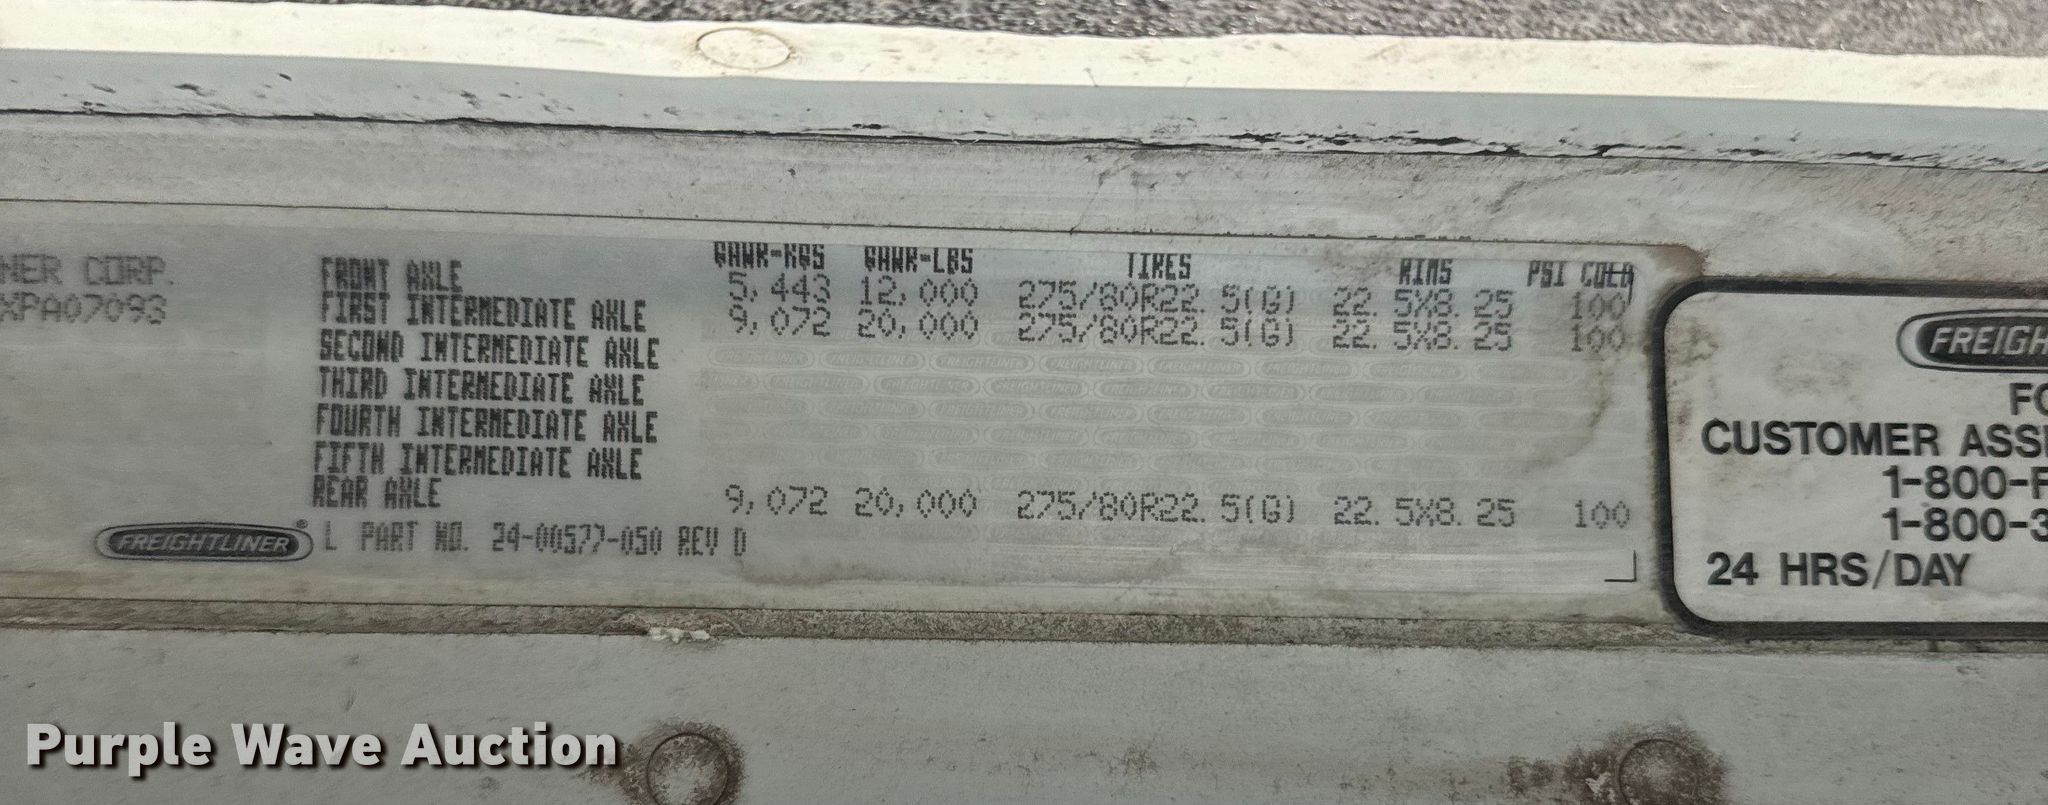 NER CORP.
XPA07093
GAWR-KGS GAWR-LBS TIRES RIMS PSI COLD
FRONT AXLE 5,443 12,000 275/80R22.5(G) 22.5X8.25 100
FIRST INTERMEDIATE AXLE 9,072 20,000 275/80R22.5(G) 22.5X8.25 100
SECOND INTERMEDIATE AXLE
THIRD INTERMEDIATE AXLE
FOURTH INTERMEDIATE AXLE
FIFTH INTERMEDIATE AXLE
REAR AXLE 9,072 20,000 275/80R22.5(G) 22.5X8.25 100
FREIGHTLINER® L PART NO. 24-00577-050 REV D
FREIGH
FO
CUSTOMER ASSI
1-800-F
1-800-3
24 HRS/DAY
Purple Wave Auction